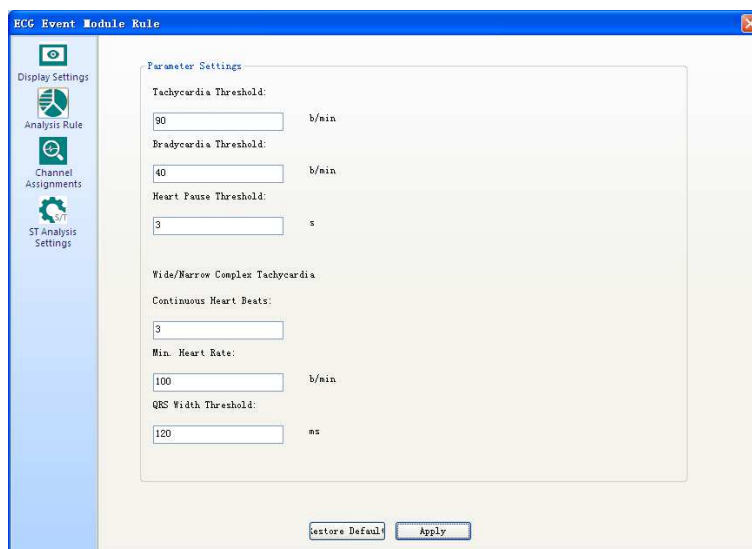 ECG Event Module Rule
Display Settings
Analysis Rule
Channel
Assignments
S/T
ST Analysis
Settings
Parameter Settings
Tachycardia Threshold:
90 b/min
Bradycardia Threshold:
40 b/min
Heart Pause Threshold:
3 s
Wide/Narrow Complex Tachycardia
Continuous Heart Beats:
3
Min. Heart Rate:
100 b/min
QRS Width Threshold:
120 ms
estore Defaul Apply